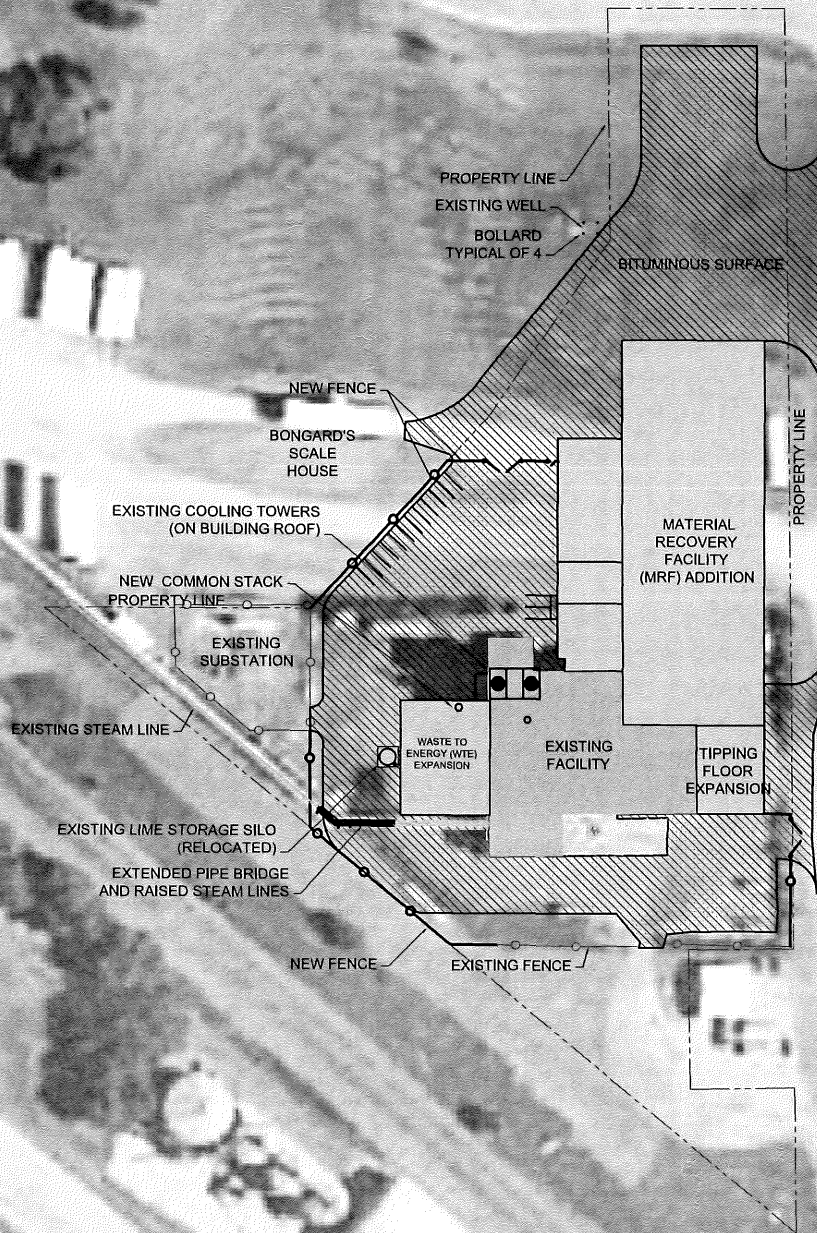 PROPERTY LINE
EXISTING WELL
BOLLARD
TYPICAL OF 4
BITUMINOUS SURFACE
NEW FENCE
BONGARD'S
SCALE
HOUSE
PROPERTY LINE
EXISTING COOLING TOWERS
(ON BUILDING ROOF)
MATERIAL
RECOVERY
FACILITY
(MRF) ADDITION
NEW COMMON STACK
PROPERTY LINE
EXISTING
SUBSTATION
EXISTING STEAM LINE
WASTE TO
ENERGY (WTE)
EXPANSION
EXISTING
FACILITY
TIPPING
FLOOR
EXPANSION
EXISTING LIME STORAGE SILO
(RELOCATED)
EXTENDED PIPE BRIDGE
AND RAISED STEAM LINES
NEW FENCE
EXISTING FENCE